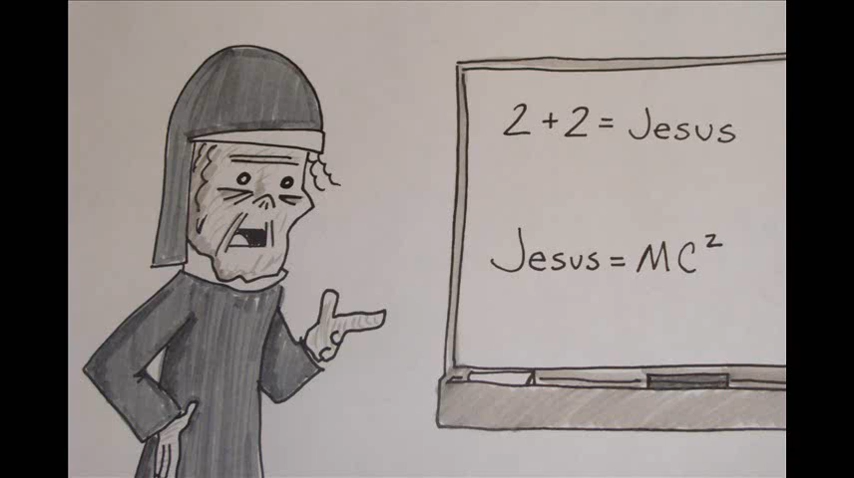 2 + 2 = Jesus
Jesus = MC²